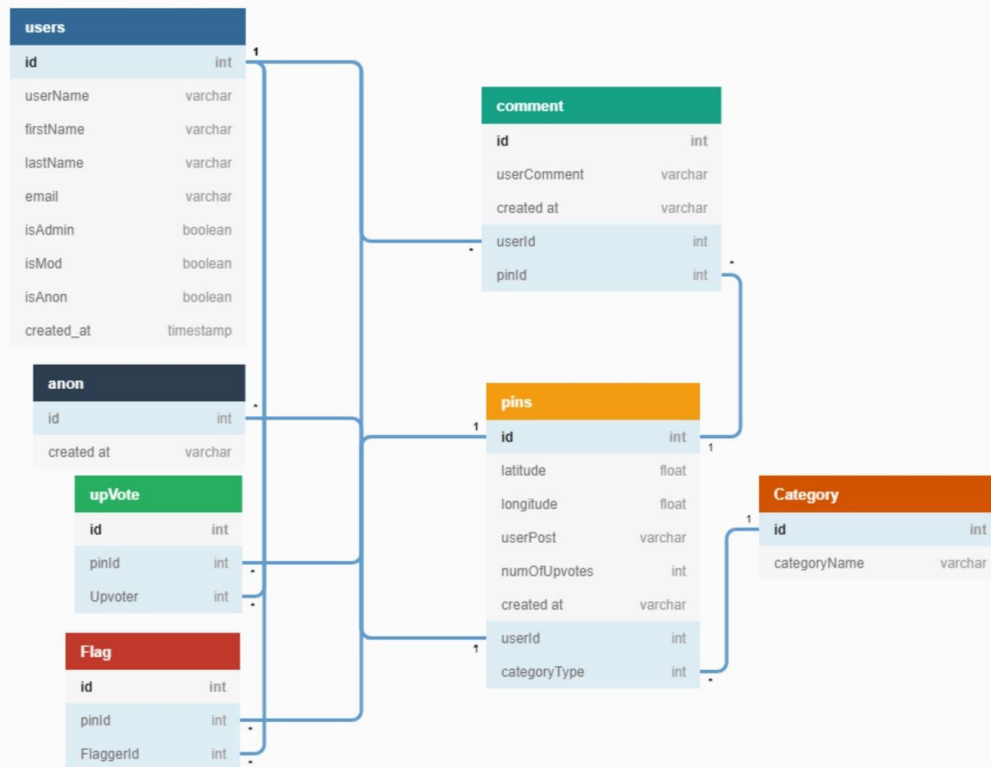 users
id int
userName varchar
firstName varchar
lastName varchar
email varchar
isAdmin boolean
isMod boolean
isAnon boolean
created_at timestamp
1
*
comment
id int
userComment varchar
created at varchar
userId int
pinId int
*
*
anon
id int
created at varchar
*
upVote
id int
pinId int
Upvoter int
*
*
Flag
id int
pinId int
FlaggerId int
*
*
pins
id int
latitude float
longitude float
userPost varchar
numOfUpvotes int
created at varchar
userId int
categoryType int
1
1
1
*
Category
id int
categoryName varchar
1